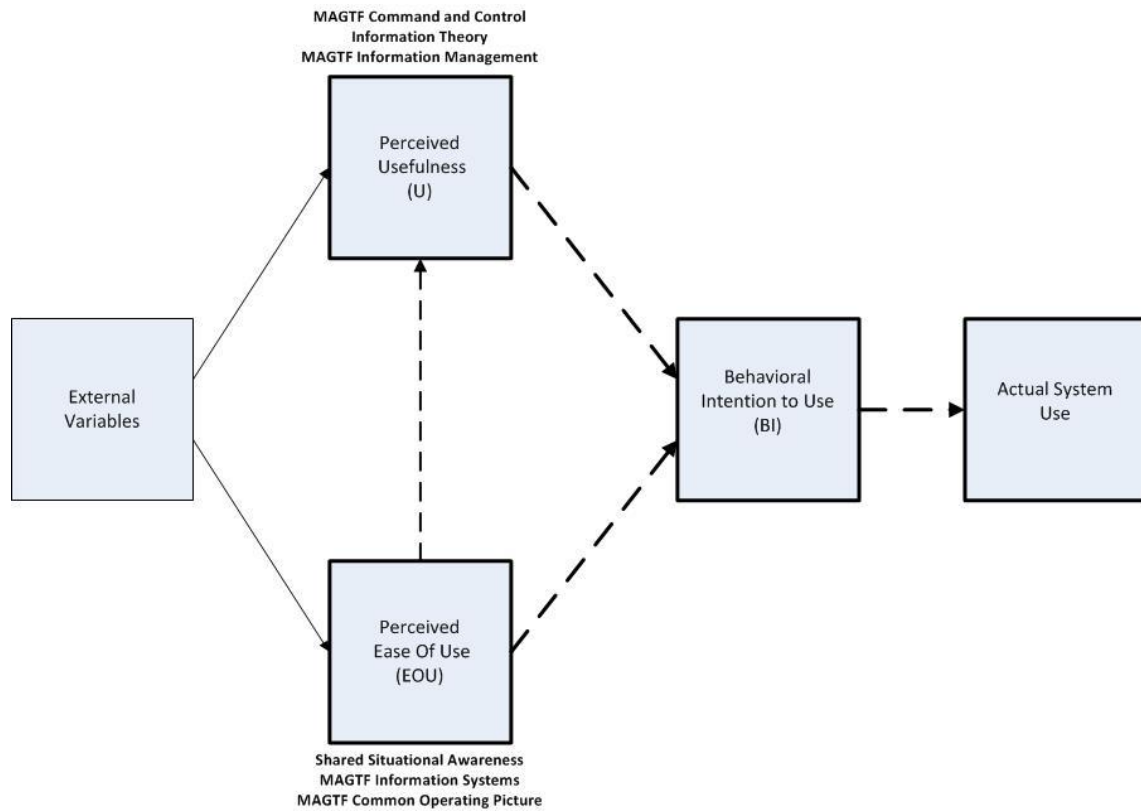 MAGTF Command and Control
Information Theory
MAGTF Information Management
Perceived
Usefulness
(U)
External
Variables
Behavioral
Intention to Use
(BI)
Actual System
Use
Perceived
Ease Of Use
(EOU)
Shared Situational Awareness
MAGTF Information Systems
MAGTF Common Operating Picture